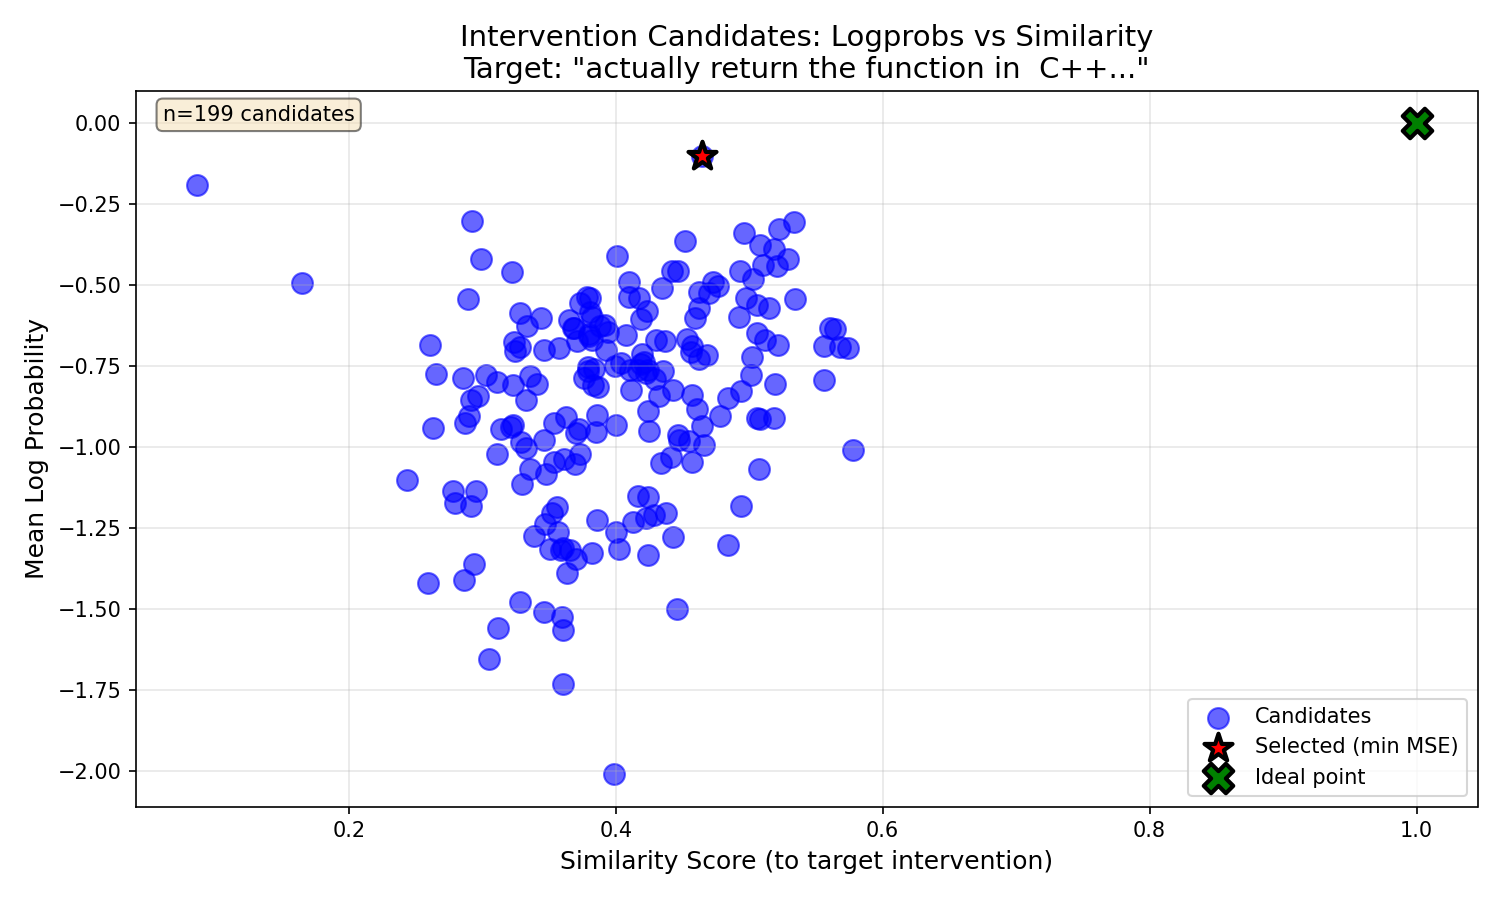 Intervention Candidates: Logprobs vs Similarity
Target: "actually return the function in  C++..."
n=199 candidates
Mean Log Probability
0.00
−0.25
−0.50
−0.75
−1.00
−1.25
−1.50
−1.75
−2.00
Candidates
Selected (min MSE)
Ideal point
0.2
0.4
0.6
0.8
1.0
Similarity Score (to target intervention)